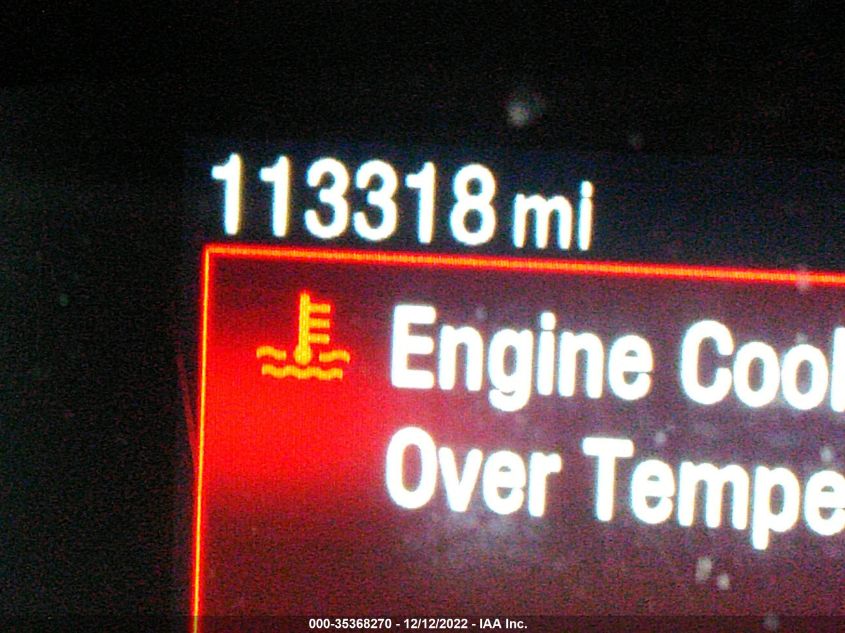 113318 mi
Engine Cool
Over Tempe
000-35368270 - 12/12/2022 - IAA Inc.